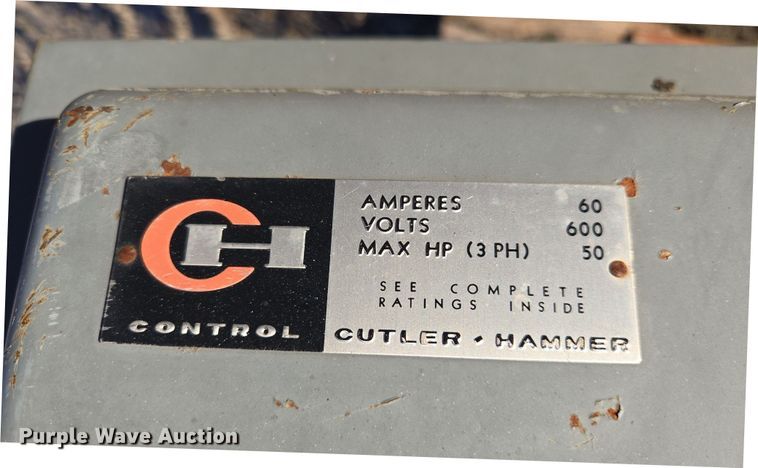 CH
CONTROL
AMPERES 60
VOLTS 600
MAX HP (3 PH) 50
SEE COMPLETE
RATINGS INSIDE
CUTLER • HAMMER
Purple Wave Auction